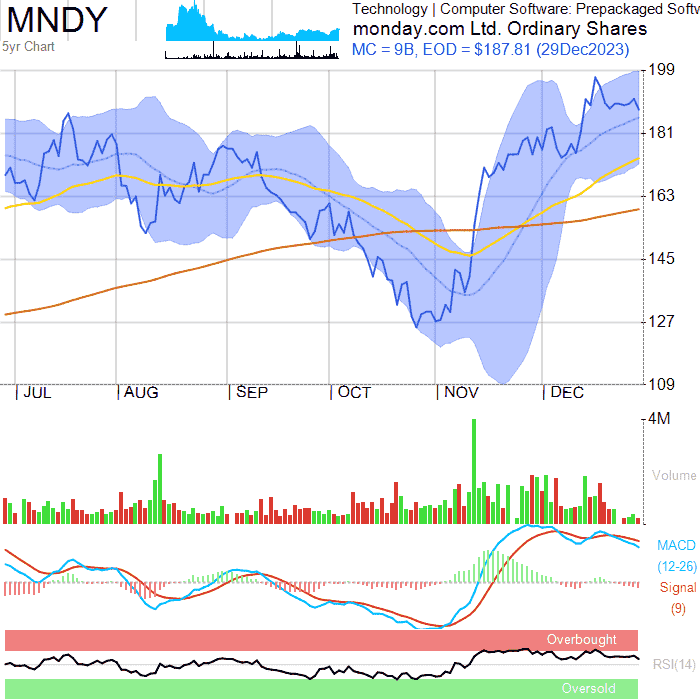 MNDY
5yr Chart
Technology | Computer Software: Prepackaged Softw
monday.com Ltd. Ordinary Shares
MC = 9B, EOD = $187.81 (29Dec2023)
199
181
163
145
127
109
JUL AUG SEP OCT NOV DEC
4M
Volume
MACD
(12-26)
Signal
(9)
Overbought
RSI(14)
Oversold